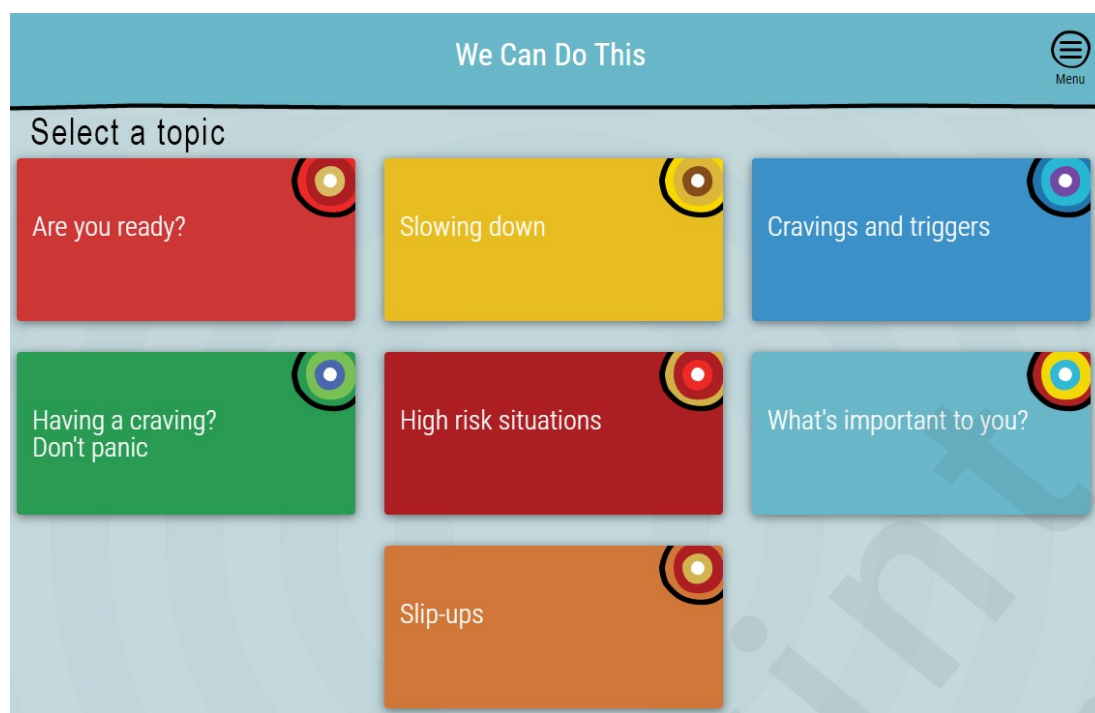 We Can Do This
Menu
Select a topic
Are you ready?
Slowing down
Cravings and triggers
Having a craving?
Don't panic
High risk situations
What's important to you?
Slip-ups
int